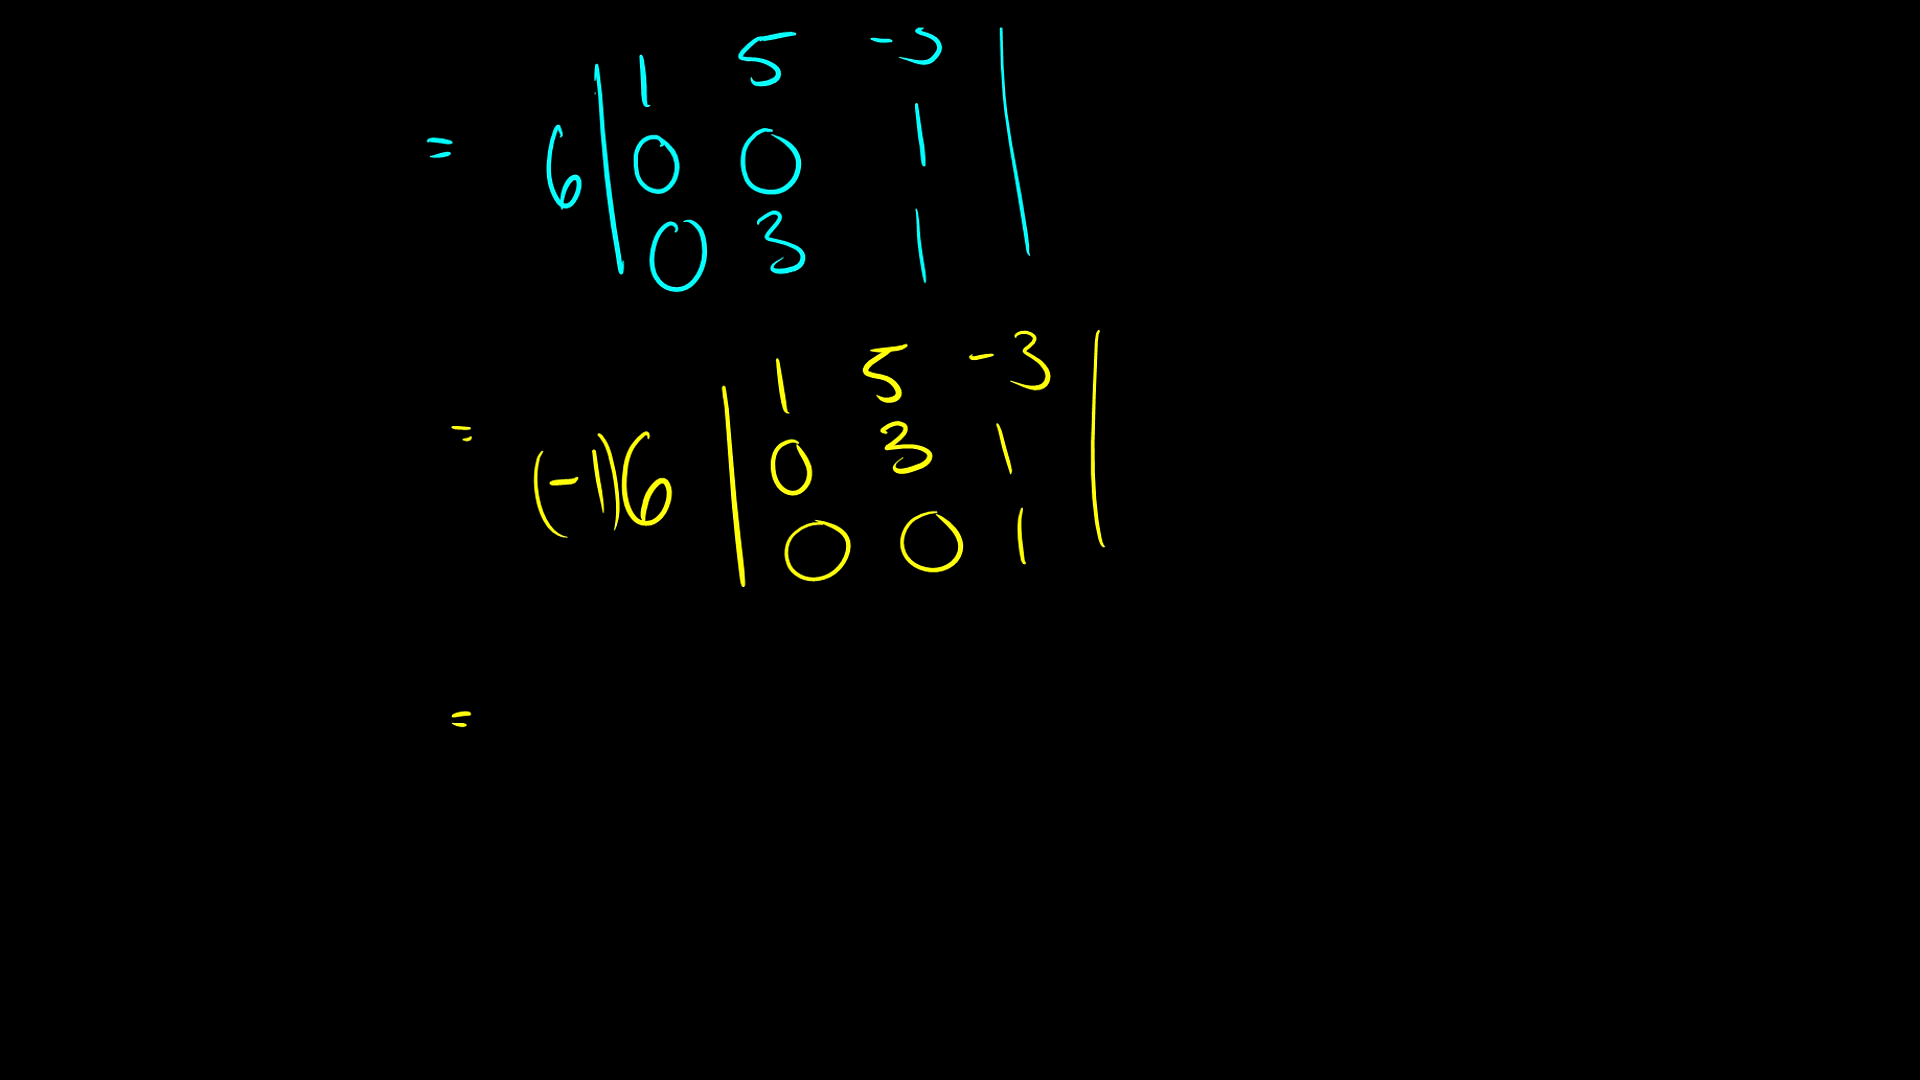 = 6 | 1 5 -3 |
0 0 1
0 3 1
= (-1) 6 | 1 5 -3 |
0 3 1
0 0 1
=